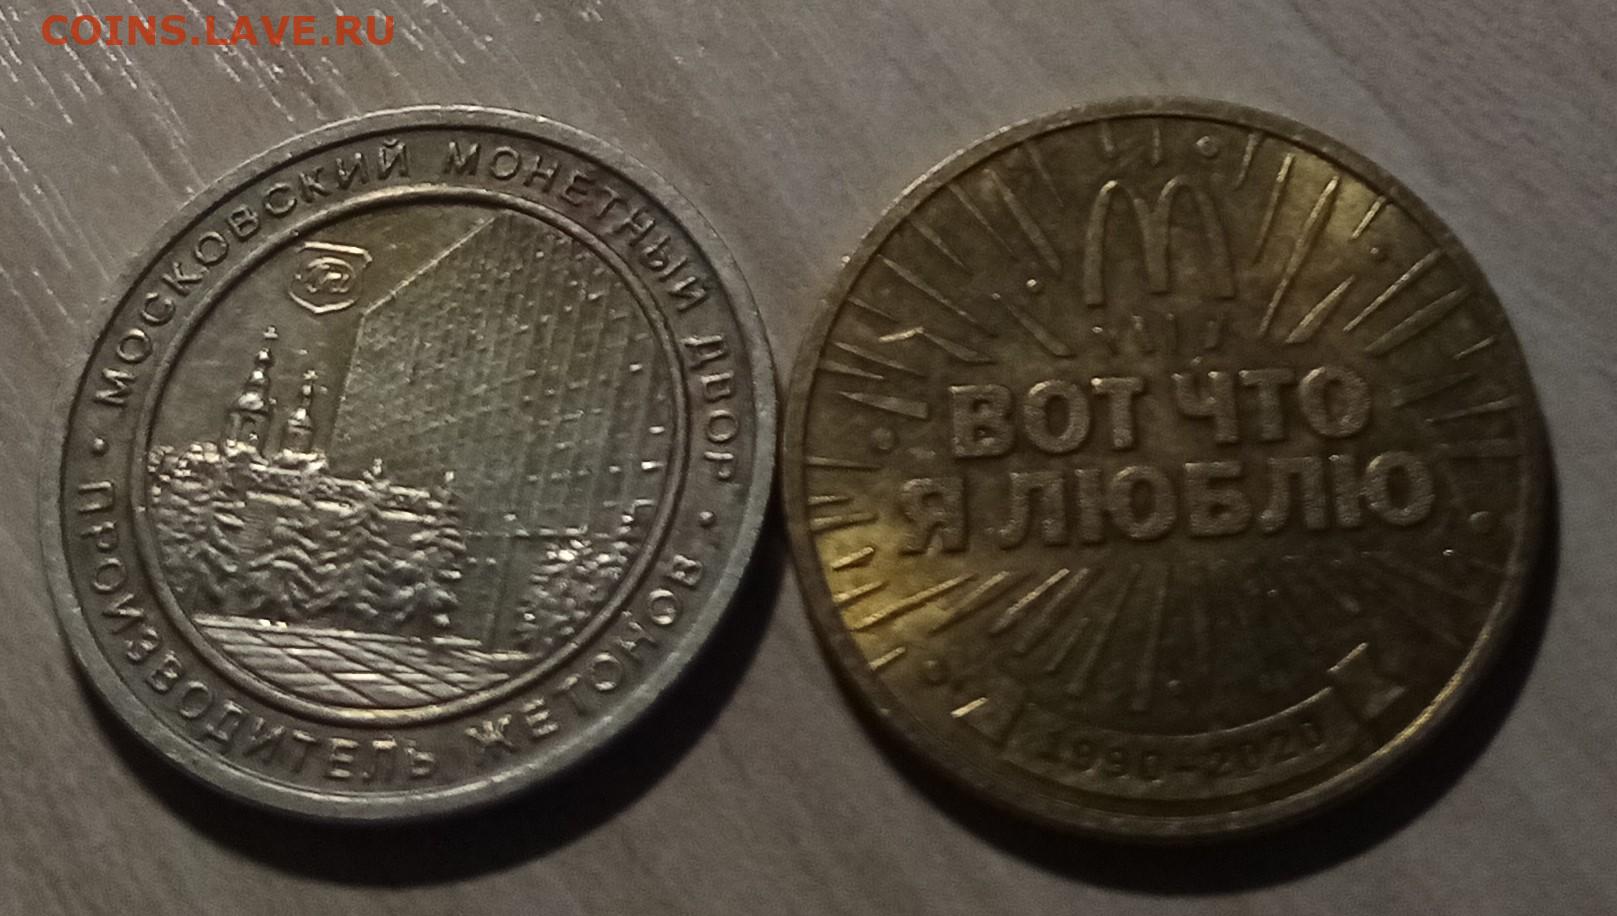 COINS.LAVE.RU
МОСКОВСКИЙ МОНЕТНЫЙ ДВОР
ПРОИЗВОДИТЕЛЬ ЖЕТОНОВ
ВОТ ЧТО
Я ЛЮБЛЮ
1990-2020